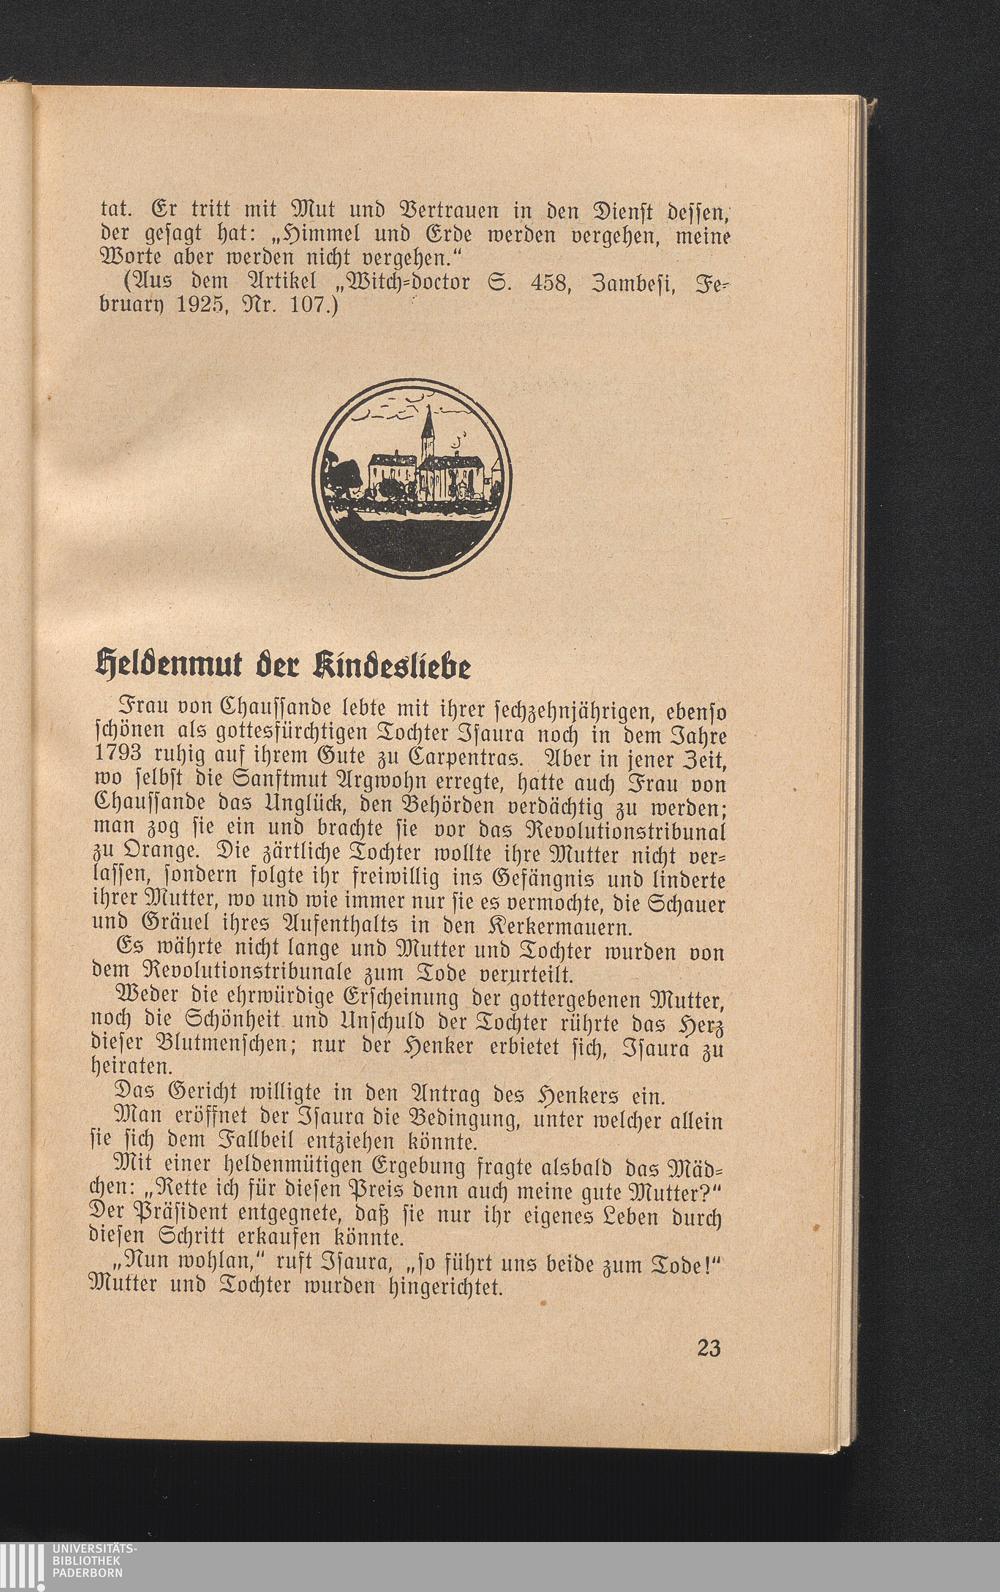 tat. Er tritt mit Mut und Vertrauen in den Dienst dessen,
der gesagt hat: „Himmel und Erde werden vergehen, meine
Worte aber werden nicht vergehen.“
(Aus dem Artikel „Witch-doctor S. 458, Zambesi, Fe-
bruary 1925, Nr. 107.)
Heldenmut der Kindesliebe
Frau von Chaussande lebte mit ihrer sechzehnjährigen, ebenso
schönen als gottesfürchtigen Tochter Isaura noch in dem Jahre
1793 ruhig auf ihrem Gute zu Carpentras. Aber in jener Zeit,
wo selbst die Sanftmut Argwohn erregte, hatte auch Frau von
Chaussande das Unglück, den Behörden verdächtig zu werden;
man zog sie ein und brachte sie vor das Revolutionstribunal
zu Orange. Die zärtliche Tochter wollte ihre Mutter nicht ver-
lassen, sondern folgte ihr freiwillig ins Gefängnis und linderte
ihrer Mutter, wo und wie immer nur sie es vermochte, die Schauer
und Gräuel ihres Aufenthalts in den Kerkermauern.
Es währte nicht lange und Mutter und Tochter wurden von
dem Revolutionstribunale zum Tode verurteilt.
Weder die ehrwürdige Erscheinung der gottergebenen Mutter,
noch die Schönheit und Unschuld der Tochter rührte das Herz
dieser Blutmenschen; nur der Henker erbietet sich, Isaura zu
heiraten.
Das Gericht willigte in den Antrag des Henkers ein.
Man eröffnet der Isaura die Bedingung, unter welcher allein
sie sich dem Fallbeil entziehen könnte.
Mit einer heldenmütigen Ergebung fragte alsbald das Mäd-
chen: „Rette ich für diesen Preis denn auch meine gute Mutter?“
Der Präsident entgegnete, daß sie nur ihr eigenes Leben durch
diesen Schritt erkaufen könnte.
„Nun wohlan,“ ruft Isaura, „so führt uns beide zum Tode!“
Mutter und Tochter wurden hingerichtet.
23
UNIVERSITÄTS-
BIBLIOTHEK
PADERBORN